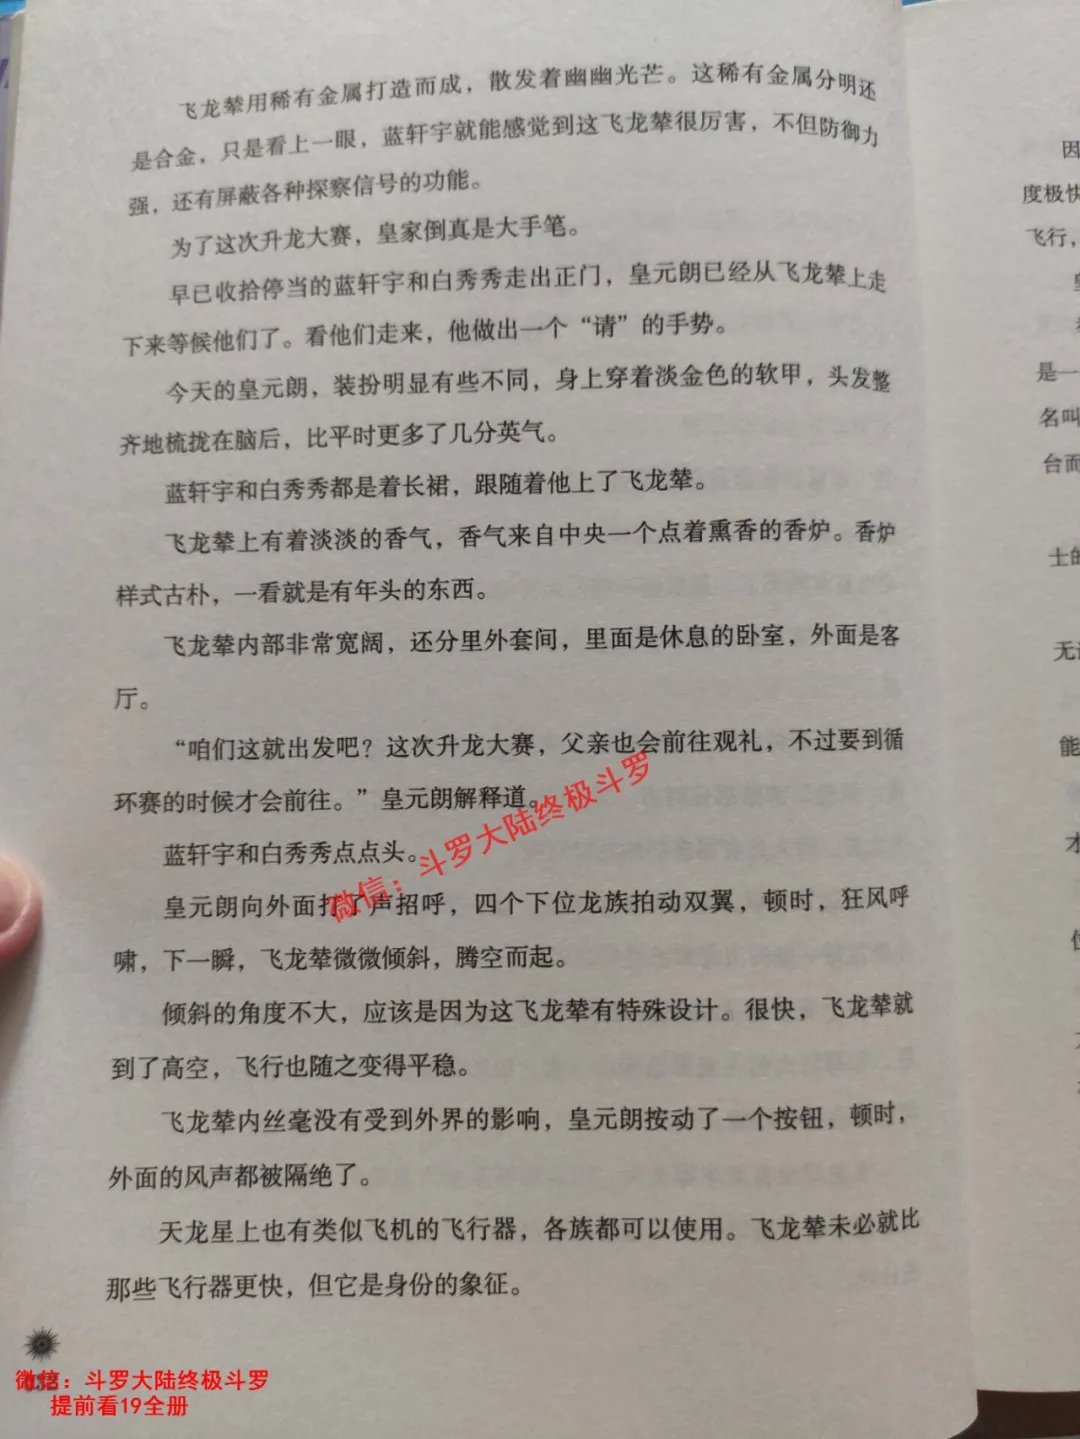 飞龙辇用稀有金属打造而成，散发着幽幽光芒。这稀有金属分明还
是合金，只是看上一眼，蓝轩宇就能感觉到这飞龙辇很厉害，不但防御力
强，还有屏蔽各种探察信号的功能。
为了这次升龙大赛，皇家倒真是大手笔。
早已收拾停当的蓝轩宇和白秀秀走出正门，皇元朗已经从飞龙辇上走
下来等候他们了。看他们走来，他做出一个“请”的手势。
今天的皇元朗，装扮明显有些不同，身上穿着淡金色的软甲，头发整
齐地梳拢在脑后，比平时更多了几分英气。
蓝轩宇和白秀秀都是着长裙，跟随着他上了飞龙辇。
飞龙辇上有着淡淡的香气，香气来自中央一个点着熏香的香炉。香炉
样式古朴，一看就是有年头的东西。
飞龙辇内部非常宽阔，还分里外套间，里面是休息的卧室，外面是客
厅。
“咱们这就出发吧？这次升龙大赛，父亲也会前往观礼，不过要到循
环赛的时候才会前往。”皇元朗解释道。
蓝轩宇和白秀秀点点头。
皇元朗向外面打了声招呼，四个下位龙族拍动双翼，顿时，狂风呼
啸，下一瞬，飞龙辇微微倾斜，腾空而起。
倾斜的角度不大，应该是因为这飞龙辇有特殊设计。很快，飞龙辇就
到了高空，飞行也随之变得平稳。
飞龙辇内丝毫没有受到外界的影响，皇元朗按动了一个按钮，顿时，
外面的风声都被隔绝了。
天龙星上也有类似飞机的飞行器，各族都可以使用。飞龙辇未必就比
那些飞行器更快，但它是身份的象征。
微信：斗罗大陆终极斗罗
微信：斗罗大陆终极斗罗
提前看19全册
因
度极快
飞行，
是一
名叫
台而
士的
无
能
才